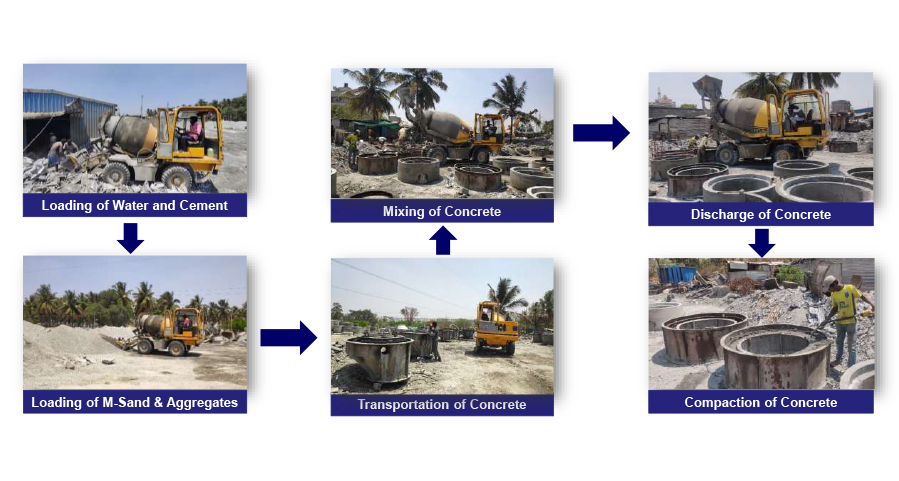 Loading of Water and Cement
Loading of M-Sand & Aggregates
Transportation of Concrete
Mixing of Concrete
Discharge of Concrete
Compaction of Concrete